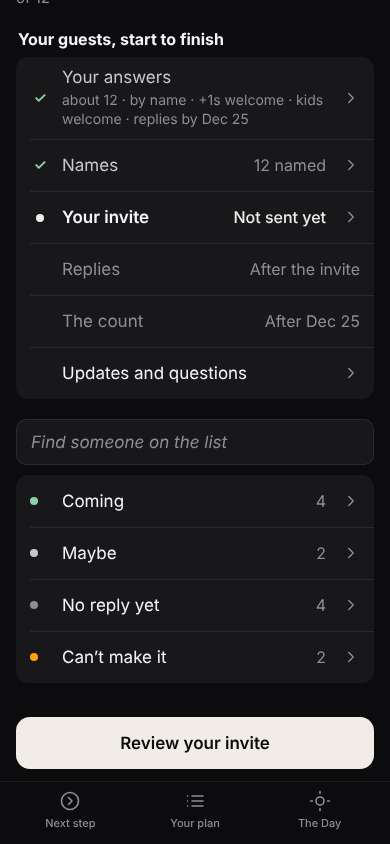 of 12
Your guests, start to finish
Your answers
about 12 · by name · +1s welcome · kids
welcome · replies by Dec 25
Names 12 named
Your invite Not sent yet
Replies After the invite
The count After Dec 25
Updates and questions
Find someone on the list
Coming 4
Maybe 2
No reply yet 4
Can’t make it 2
Review your invite
Next step Your plan The Day